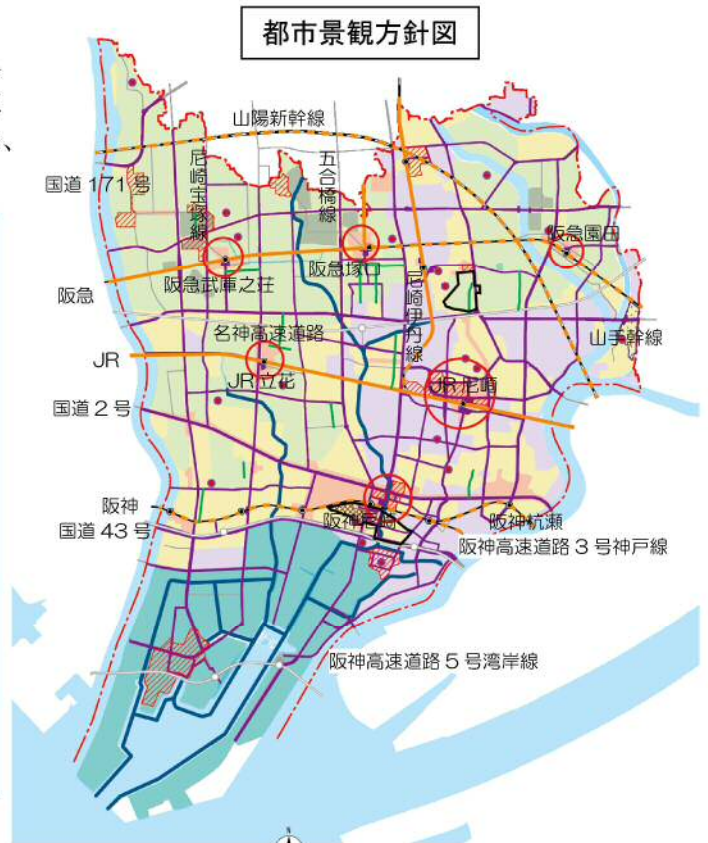 都市景観方針図
、
山陽新幹線
尼崎宝塚線
五合橋線
国道171号
阪急園田
阪急塚口
阪急武庫之荘
尼崎伊丹線
阪急
名神高速道路
山手幹線
JR
JR立花
JR尼崎
国道2号
阪神
阪神尼崎
阪神杭瀬
国道43号
阪神高速道路3号神戸線
阪神高速道路5号湾岸線
N